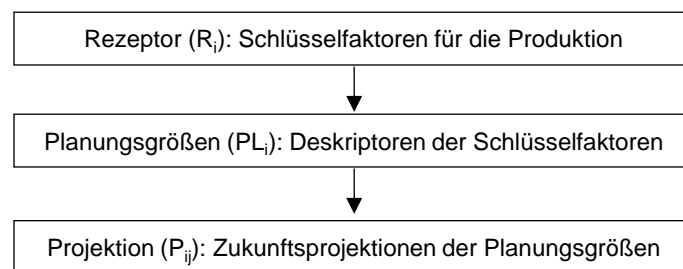 Rezeptor (Ri): Schlüsselfaktoren für die Produktion
Planungsgrößen (PLi): Deskriptoren der Schlüsselfaktoren
Projektion (Pij): Zukunftsprojektionen der Planungsgrößen